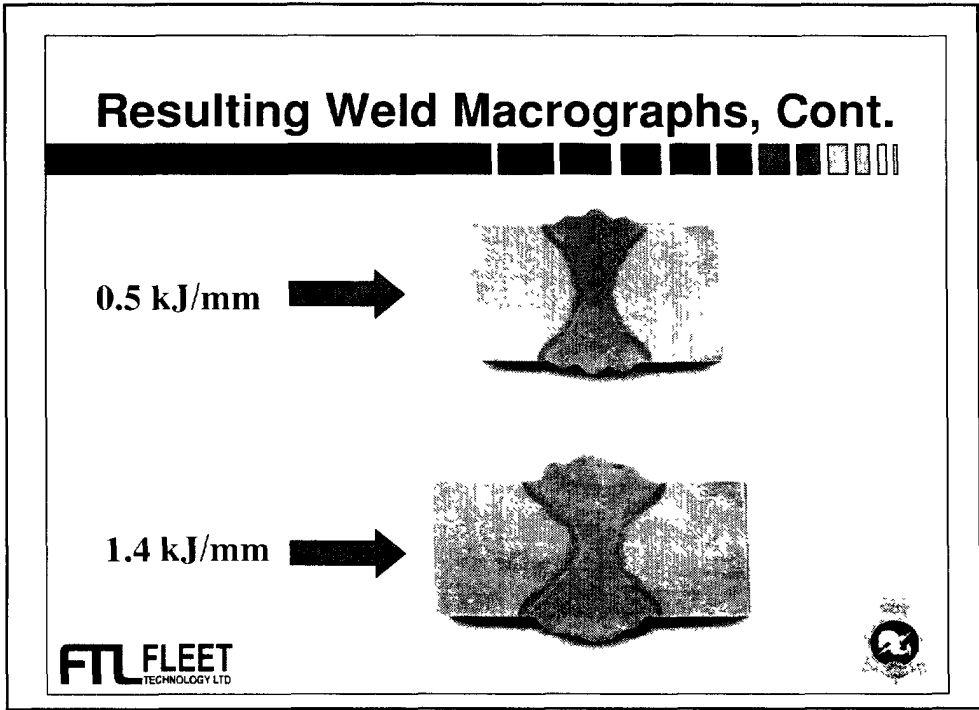 Resulting Weld Macrographs, Cont.
0.5 kJ/mm
1.4 kJ/mm
FTL FLEET
TECHNOLOGY LTD